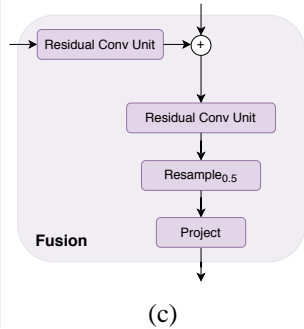 Residual Conv Unit
+
Residual Conv Unit
Resample0.5
Project
Fusion
(c)